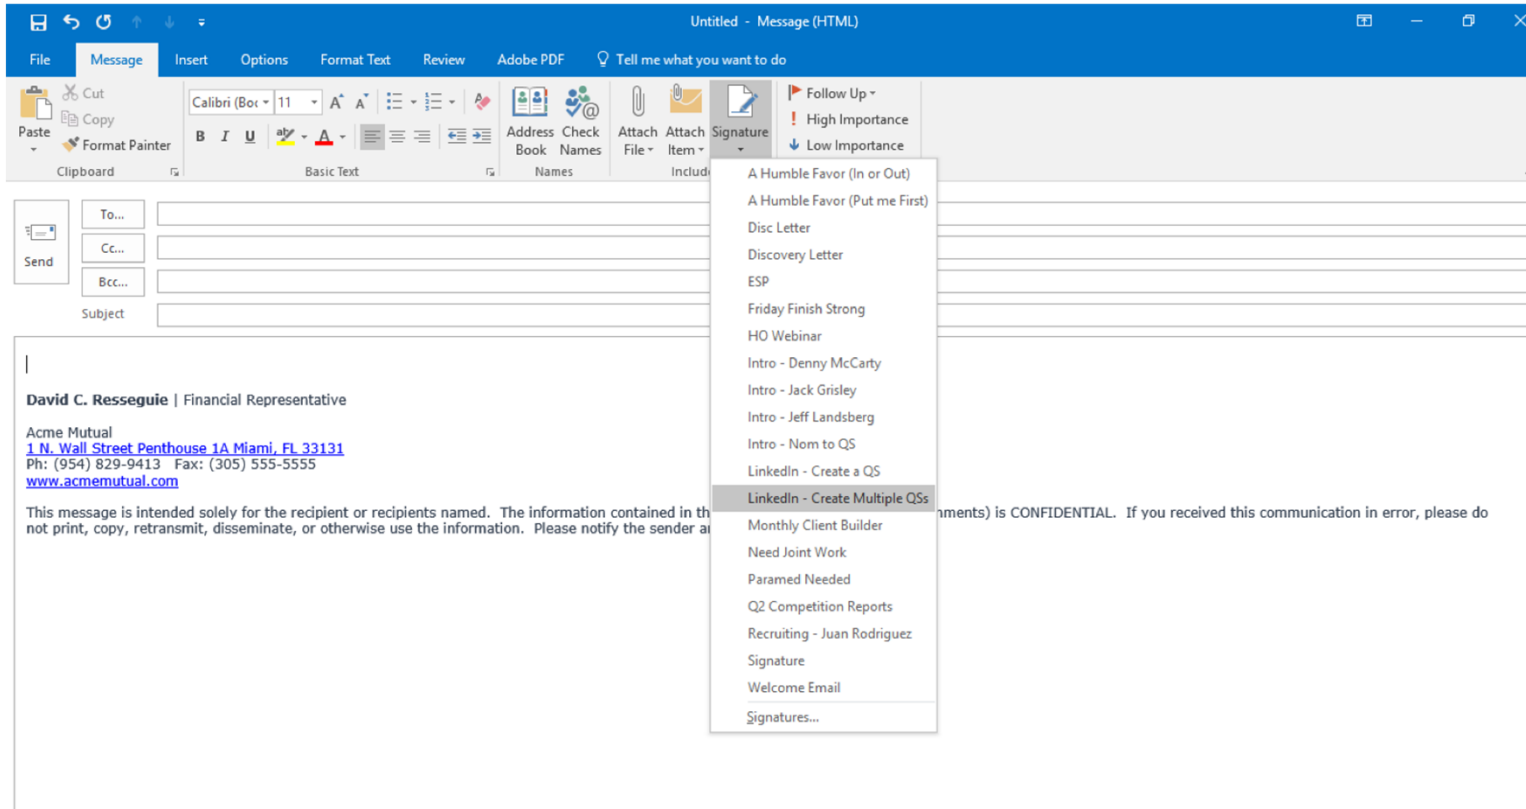 Untitled - Message (HTML)
File Message Insert Options Format Text Review Adobe PDF Tell me what you want to do
Paste
Cut
Copy
Format Painter
Clipboard
Calibri (Boc 11
B I U
Basic Text
Address Book
Check Names
Names
Attach File
Attach Item
Signature
Includ
Follow Up
High Importance
Low Importance
Send
To...
Cc...
Bcc...
Subject
A Humble Favor (In or Out)
A Humble Favor (Put me First)
Disc Letter
Discovery Letter
ESP
Friday Finish Strong
HO Webinar
Intro - Denny McCarty
Intro - Jack Grisley
Intro - Jeff Landsberg
Intro - Nom to QS
LinkedIn - Create a QS
LinkedIn - Create Multiple QSs
Monthly Client Builder
Need Joint Work
Paramed Needed
Q2 Competition Reports
Recruiting - Juan Rodriguez
Signature
Welcome Email
Signatures...
David C. Resseguie | Financial Representative
Acme Mutual
1 N. Wall Street Penthouse 1A Miami, FL 33131
Ph: (954) 829-9413 Fax: (305) 555-5555
www.acmemutual.com
This message is intended solely for the recipient or recipients named. The information contained in th nments) is CONFIDENTIAL. If you received this communication in error, please do
not print, copy, retransmit, disseminate, or otherwise use the information. Please notify the sender a